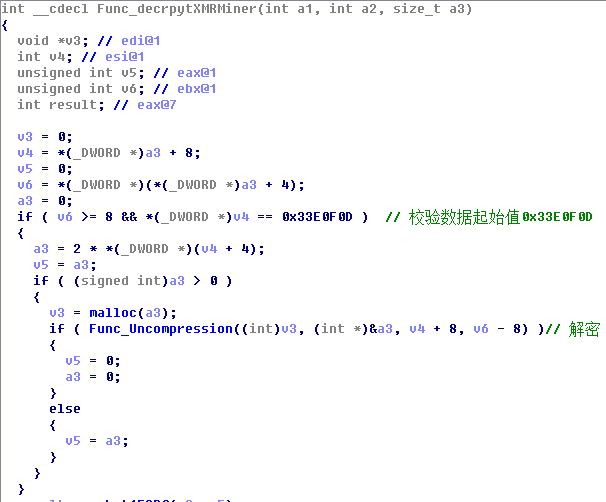 int __cdecl Func_decrpytXMRMiner(int a1, int a2, size_t a3)
{
  void *v3; // edi@1
  int v4; // esi@1
  unsigned int v5; // eax@1
  unsigned int v6; // ebx@1
  int result; // eax@7

  v3 = 0;
  v4 = *(_DWORD *)a3 + 8;
  v5 = 0;
  v6 = *(_DWORD *)(*(_DWORD *)a3 + 4);
  a3 = 0;
  if ( v6 >= 8 && *(_DWORD *)v4 == 0x33E0F0D )  // 校验数据起始值0x33E0F0D
  {
    a3 = 2 * *(_DWORD *)(v4 + 4);
    v5 = a3;
    if ( (signed int)a3 > 0 )
    {
      v3 = malloc(a3);
      if ( Func_Uncompression((int)v3, (int *)&a3, v4 + 8, v6 - 8) )// 解密
      {
        v5 = 0;
        a3 = 0;
      }
      else
      {
        v5 = a3;
      }
    }
  }